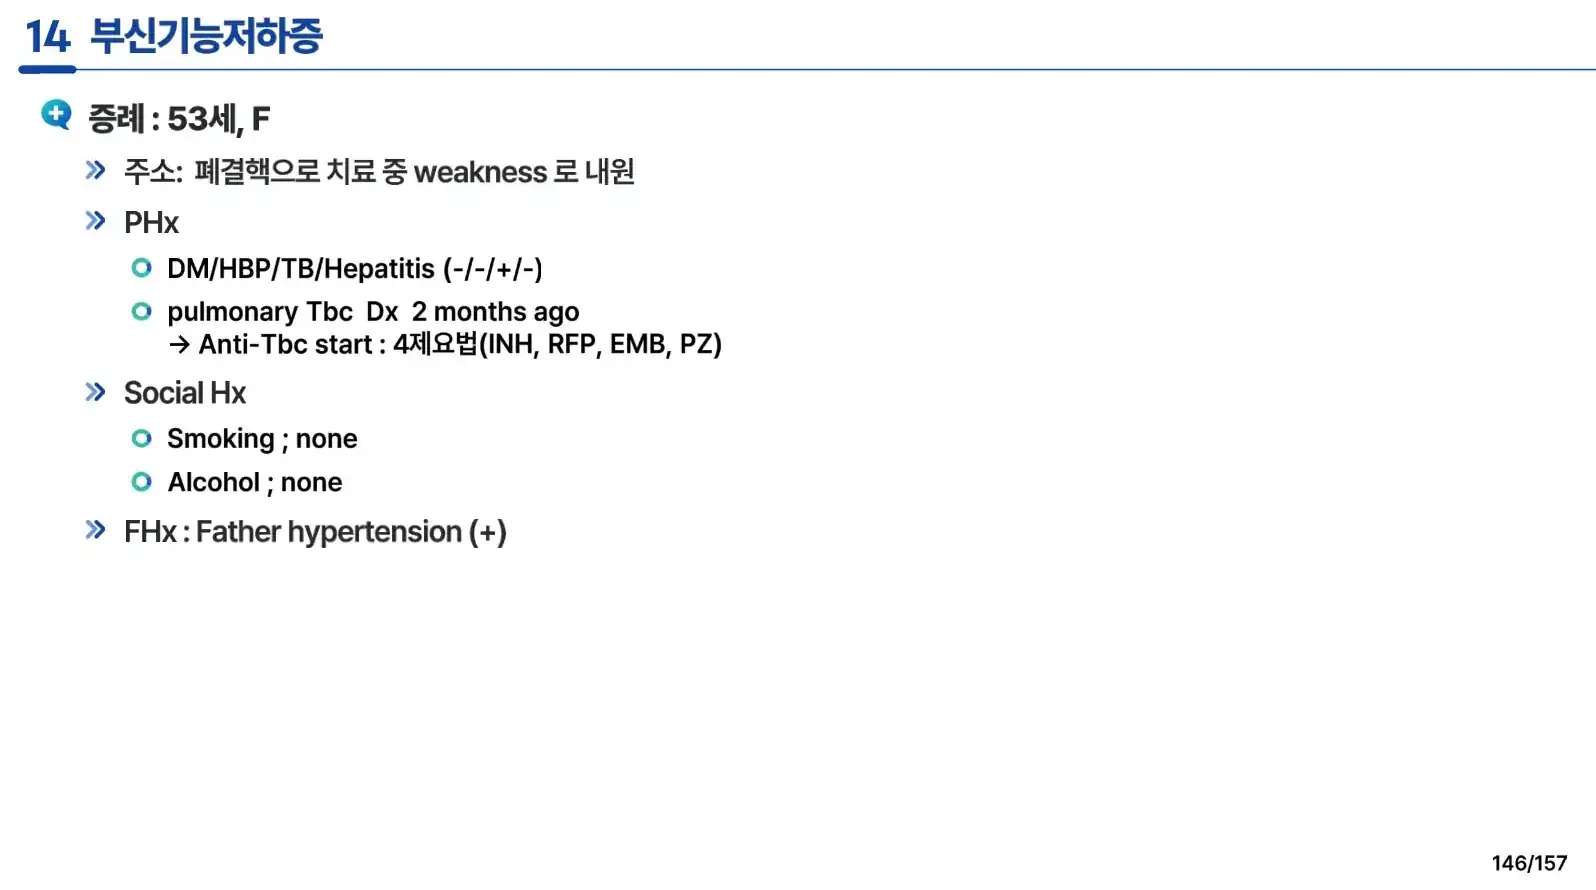 14 부신기능저하증
증례 : 53세, F
주소: 폐결핵으로 치료 중 weakness 로 내원
PHx
DM/HBP/TB/Hepatitis (-/-/+/-)
pulmonary Tbc Dx 2 months ago
→ Anti-Tbc start : 4제요법(INH, RFP, EMB, PZ)
Social Hx
Smoking ; none
Alcohol ; none
FHx : Father hypertension (+)
146/157